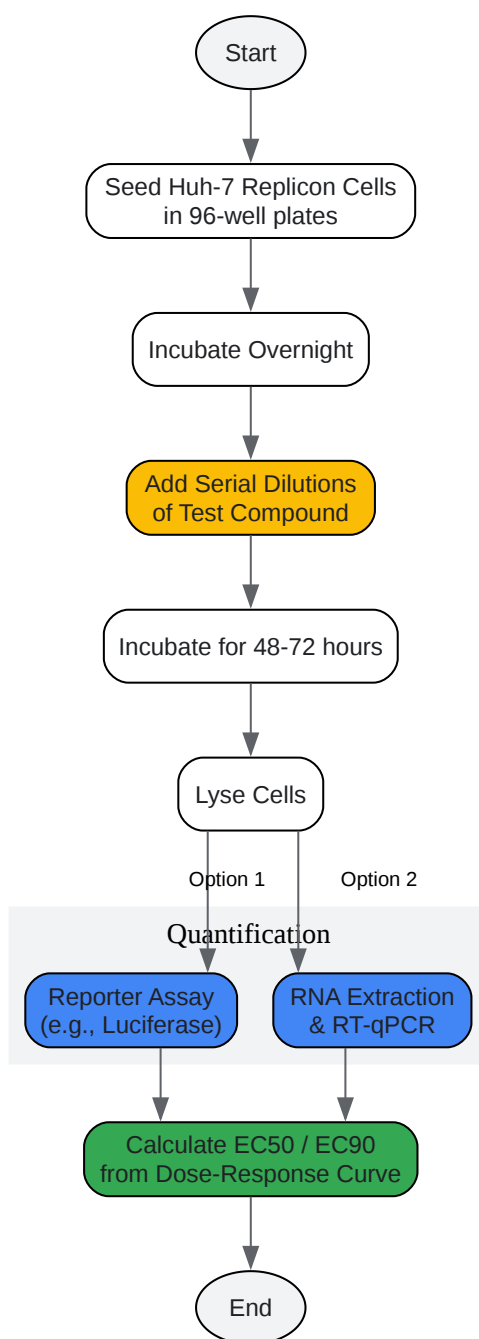 Start
Seed Huh-7 Replicon Cells
in 96-well plates
Incubate Overnight
Add Serial Dilutions
of Test Compound
Incubate for 48-72 hours
Lyse Cells
Option 1
Option 2
Quantification
Reporter Assay
(e.g., Luciferase)
RNA Extraction
& RT-qPCR
Calculate EC50 / EC90
from Dose-Response Curve
End